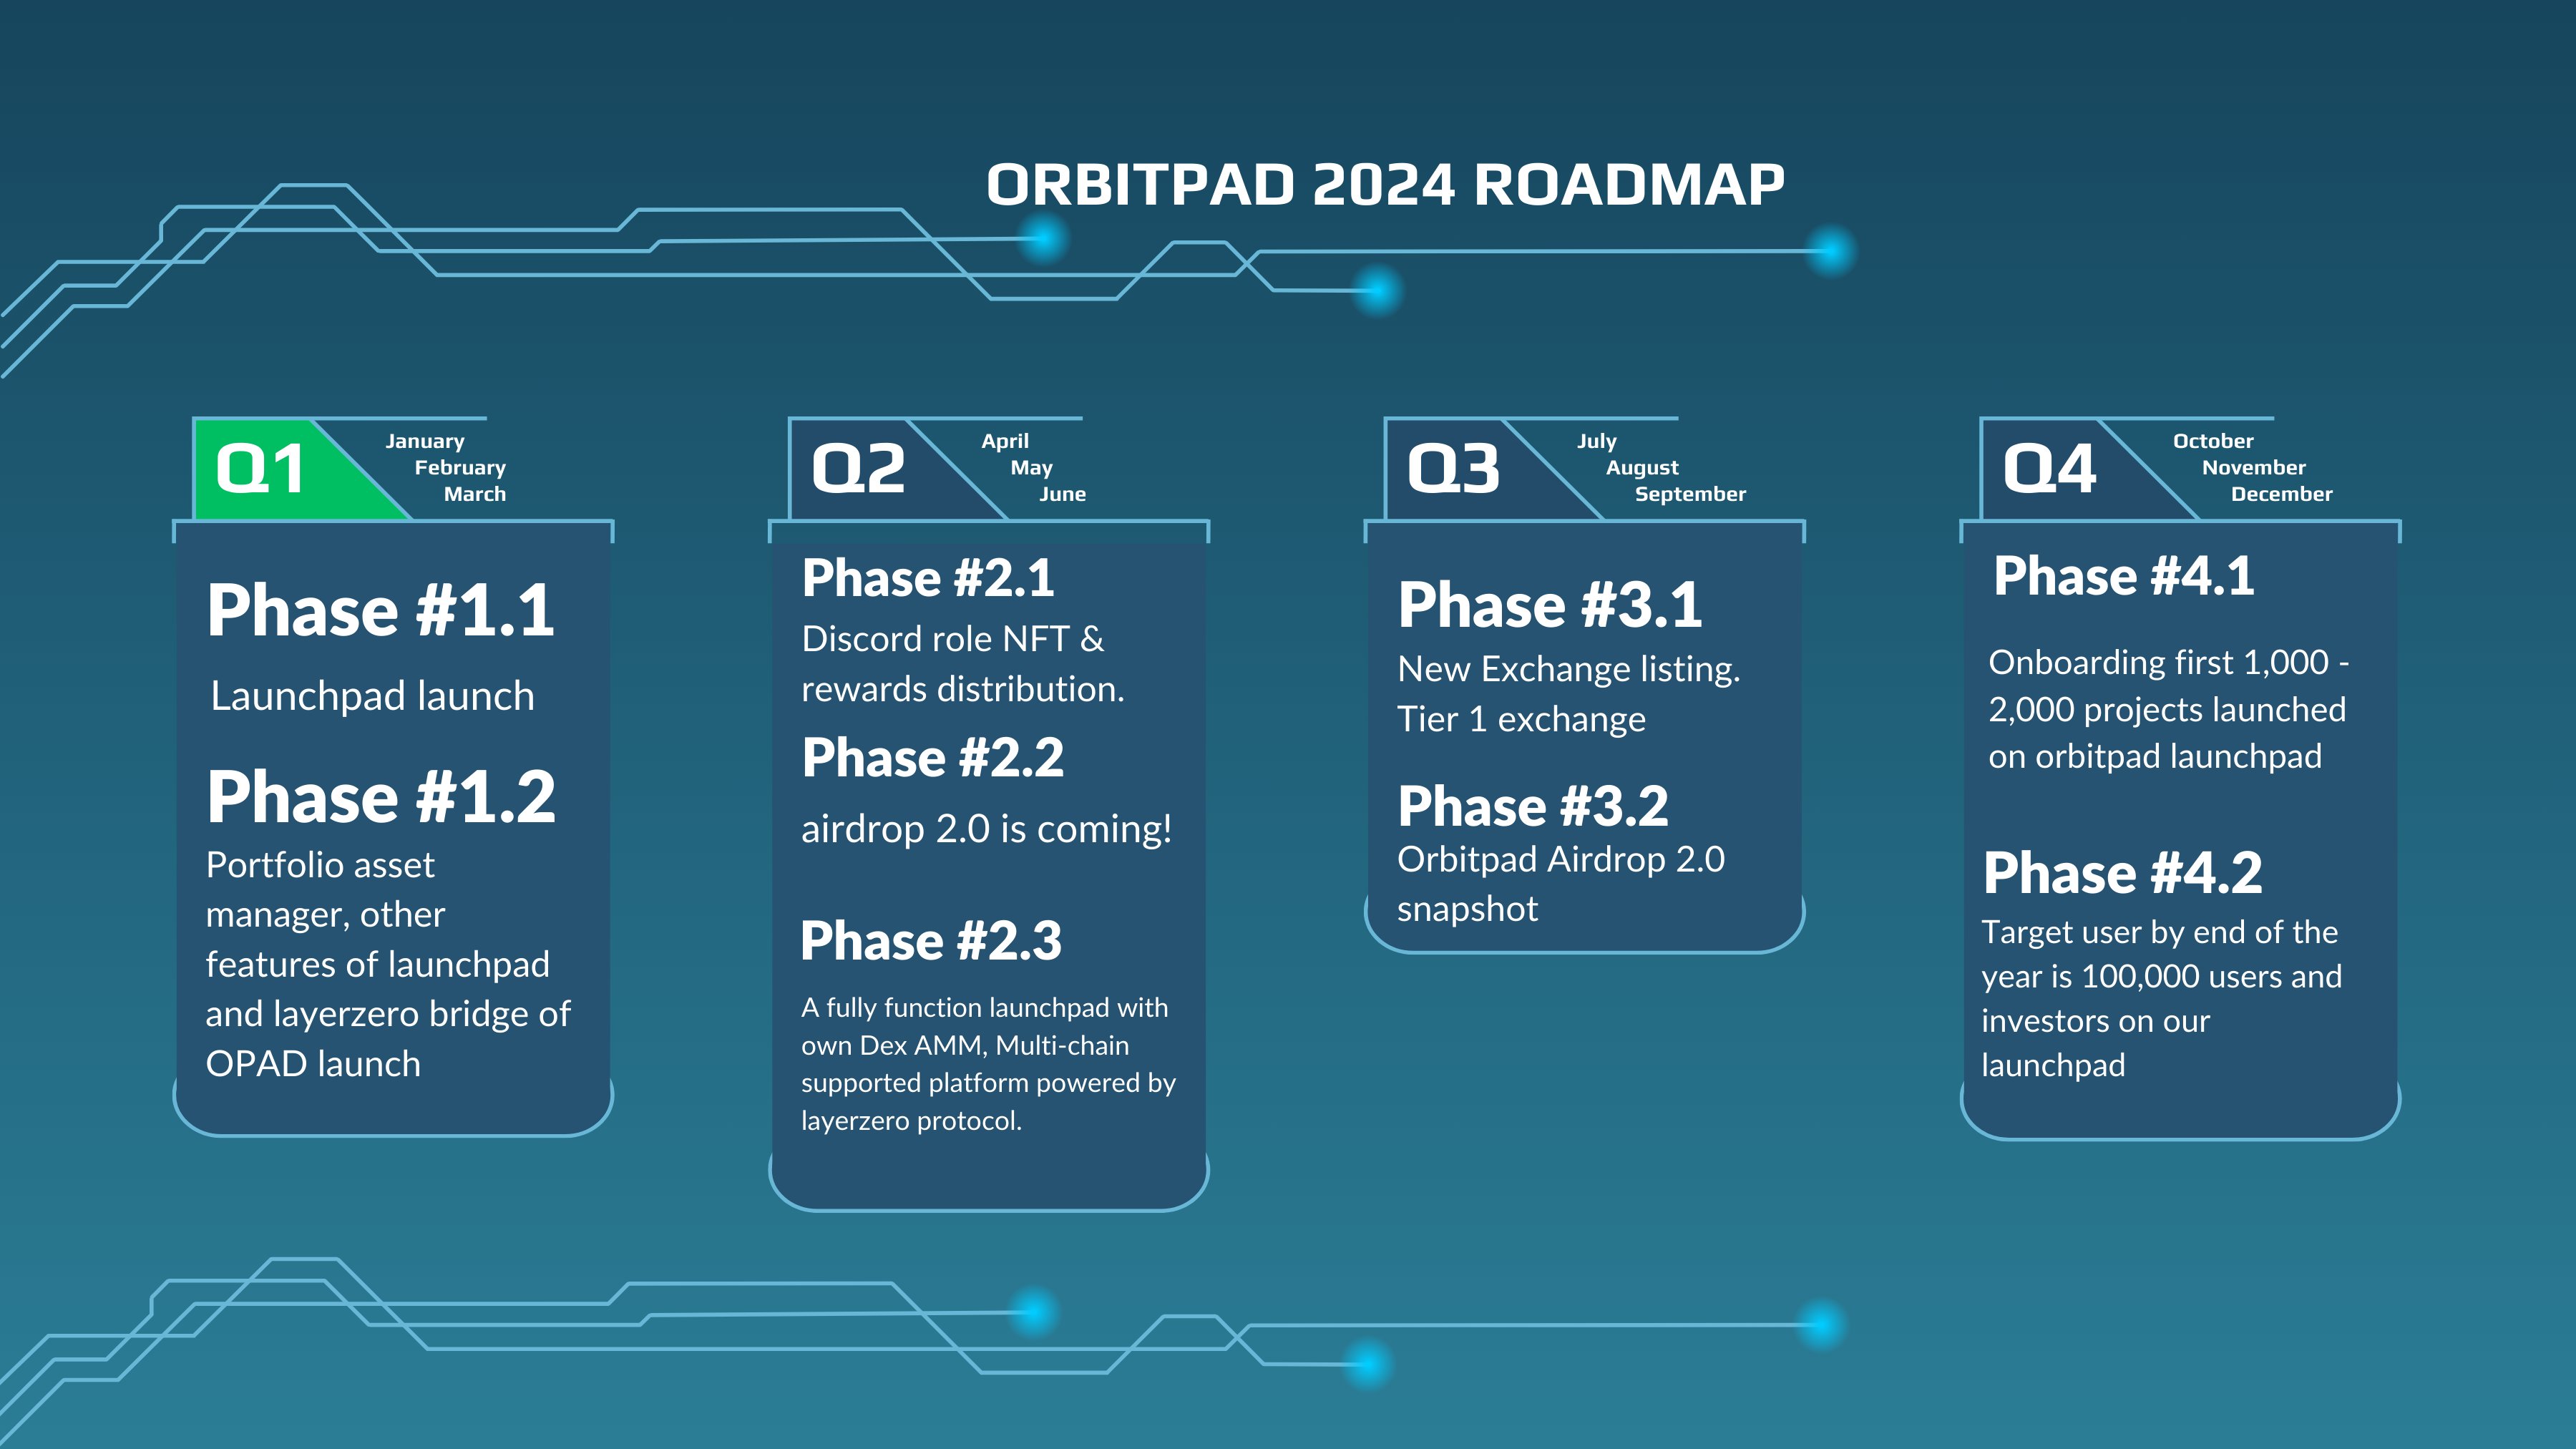 ORBITPAD 2024 ROADMAP
Q1
January
February
March
Phase #1.1
Launchpad launch
Phase #1.2
Portfolio asset
manager, other
features of launchpad
and layerzero bridge of
OPAD launch
Q2
April
May
June
Phase #2.1
Discord role NFT &
rewards distribution.
Phase #2.2
airdrop 2.0 is coming!
Phase #2.3
A fully function launchpad with
own Dex AMM, Multi-chain
supported platform powered by
layerzero protocol.
Q3
July
August
September
Phase #3.1
New Exchange listing.
Tier 1 exchange
Phase #3.2
Orbitpad Airdrop 2.0
snapshot
Q4
October
November
December
Phase #4.1
Onboarding first 1,000 -
2,000 projects launched
on orbitpad launchpad
Phase #4.2
Target user by end of the
year is 100,000 users and
investors on our
launchpad